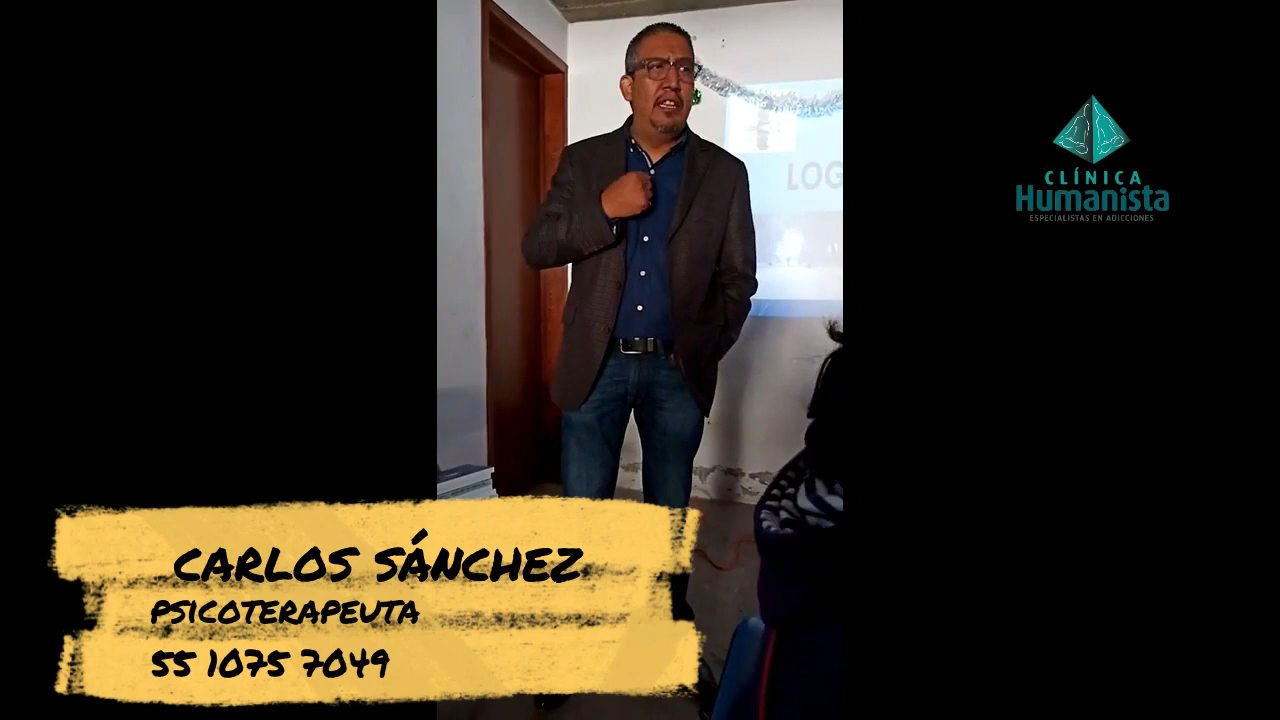 CLÍNICA
Humanista
ESPECIALISTAS EN ADICCIONES
LOG
CARLOS SÁNCHEZ
PSICOTERAPEUTA
55 1075 7049